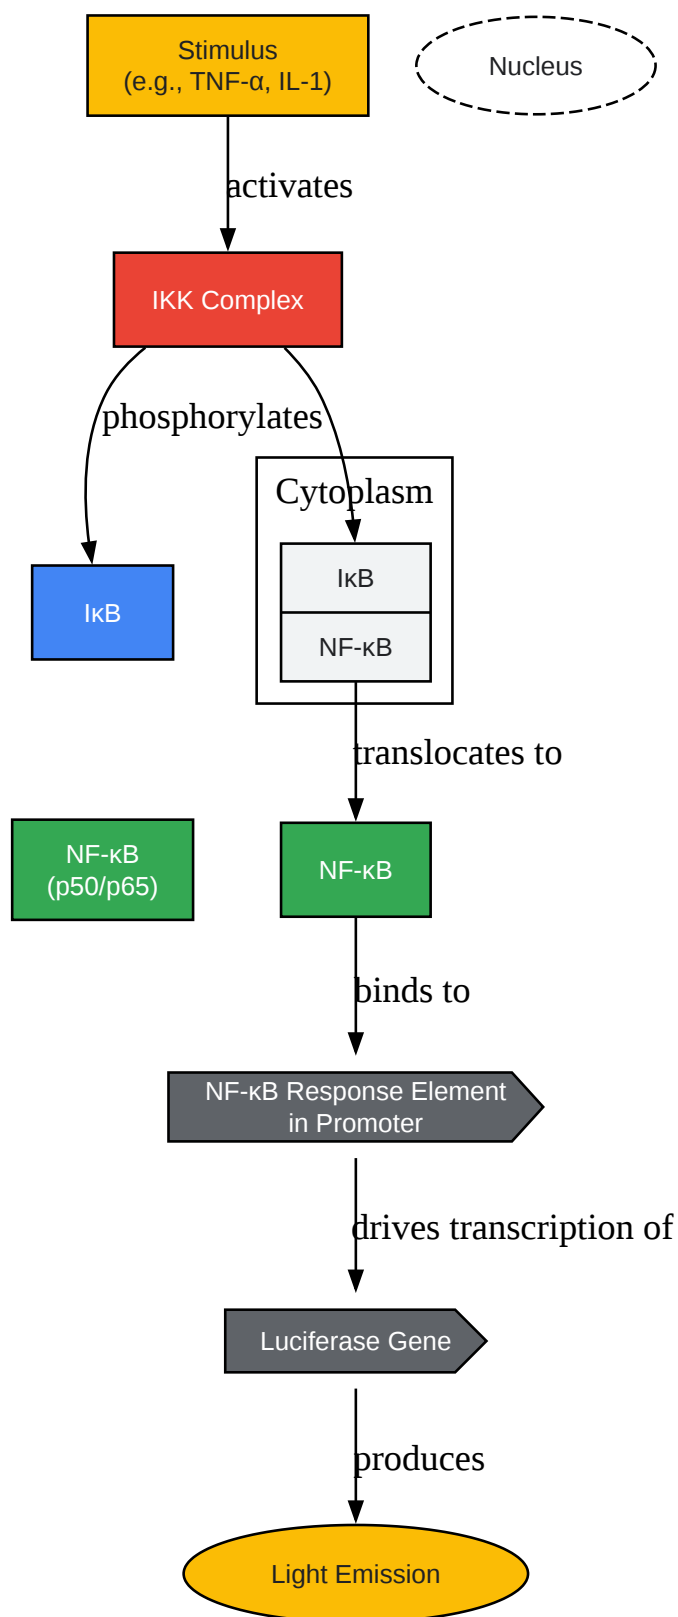 Stimulus
(e.g., TNF-α, IL-1)
Nucleus
activates
IKK Complex
phosphorylates
Cytoplasm
IκB
IκB
NF-κB
translocates to
NF-κB
(p50/p65)
NF-κB
binds to
NF-κB Response Element
in Promoter
drives transcription of
Luciferase Gene
produces
Light Emission